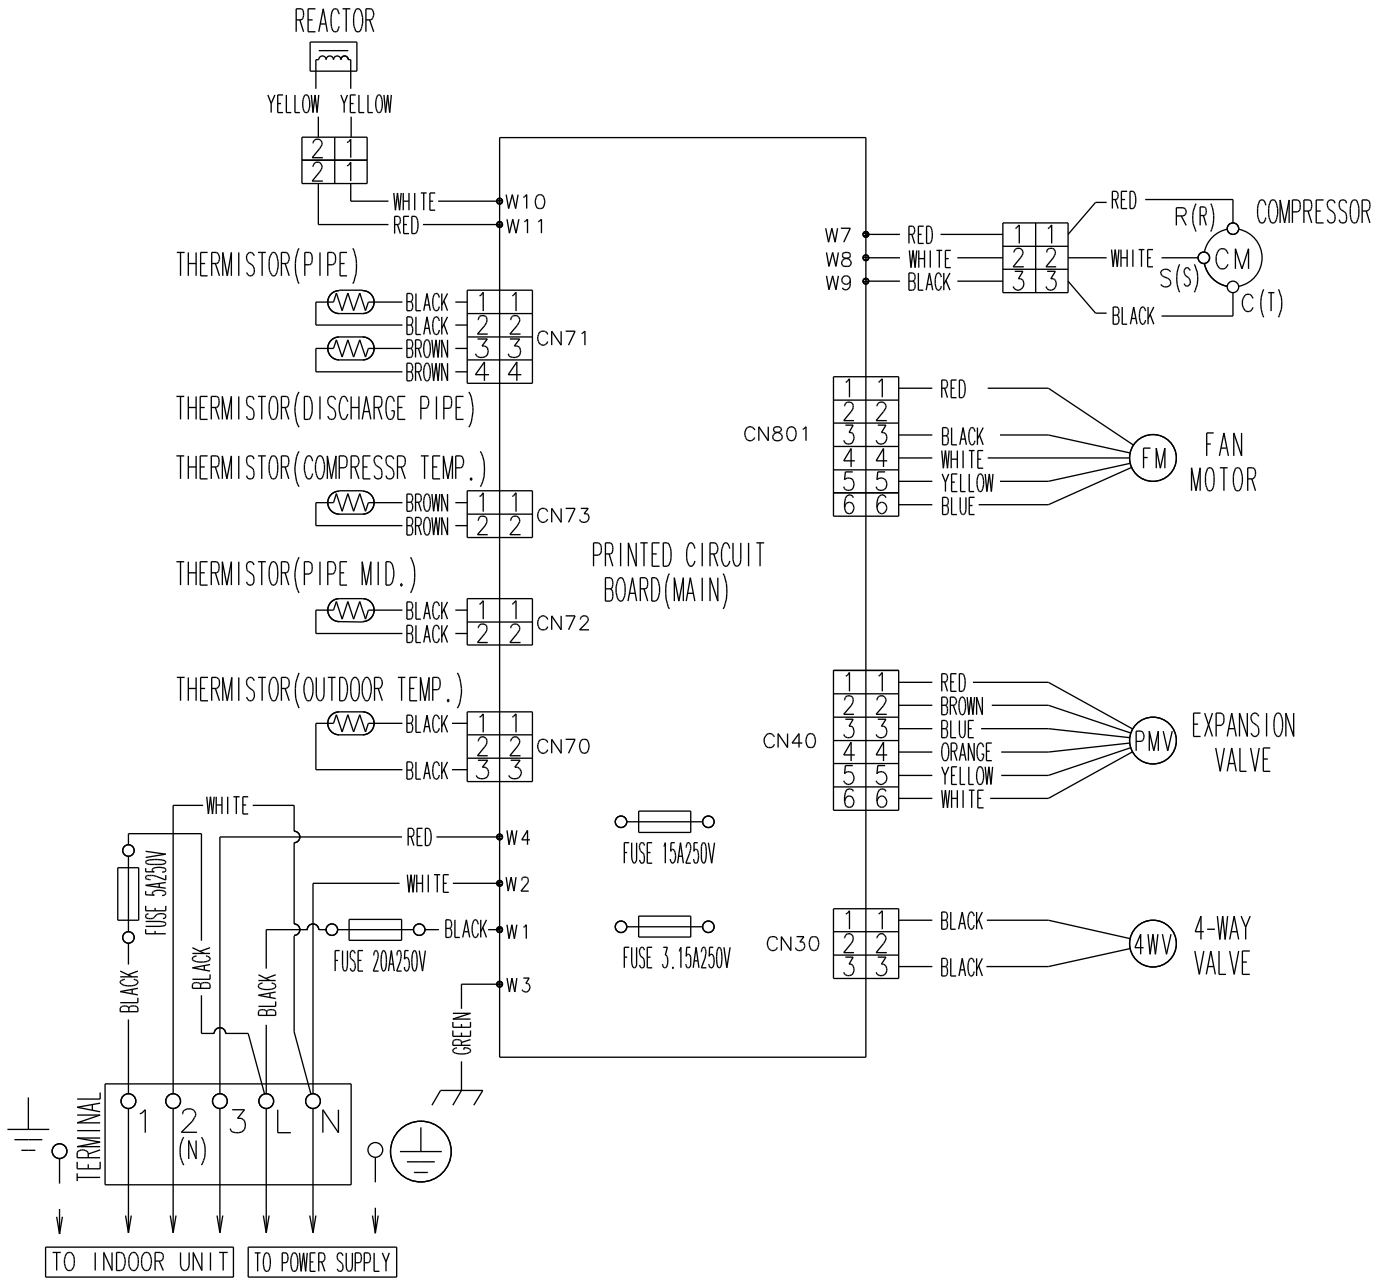 REACTOR
YELLOW YELLOW
2 1
2 1
WHITE W10
RED W11
THERMISTOR(PIPE)
BLACK 1 1
BLACK 2 2
BROWN 3 3
BROWN 4 4
CN71
THERMISTOR(DISCHARGE PIPE)
THERMISTOR(COMPRESSR TEMP.)
BROWN 1 1
BROWN 2 2
CN73
THERMISTOR(PIPE MID.)
BLACK 1 1
BLACK 2 2
CN72
THERMISTOR(OUTDOOR TEMP.)
BLACK 1 1
2 2
BLACK 3 3
CN70
PRINTED CIRCUIT
BOARD(MAIN)
FUSE 15A250V
FUSE 3.15A250V
W7 RED 1 1
W8 WHITE 2 2
W9 BLACK 3 3
RED R(R)
WHITE S(S)
BLACK C(T)
CM
COMPRESSOR
CN801
1 1 RED
2 2
3 3 BLACK
4 4 WHITE
5 5 YELLOW
6 6 BLUE
FM
FAN
MOTOR
CN40
1 1 RED
2 2 BROWN
3 3 BLUE
4 4 ORANGE
5 5 YELLOW
6 6 WHITE
PMV
EXPANSION
VALVE
CN30
1 1 BLACK
2 2
3 3 BLACK
4WV
4-WAY
VALVE
WHITE
RED W4
WHITE W2
BLACK W1
W3
FUSE 5A250V
FUSE 20A250V
BLACK
BLACK
BLACK
GREEN
TERMINAL
1 2 3 L N
(N)
TO INDOOR UNIT
TO POWER SUPPLY